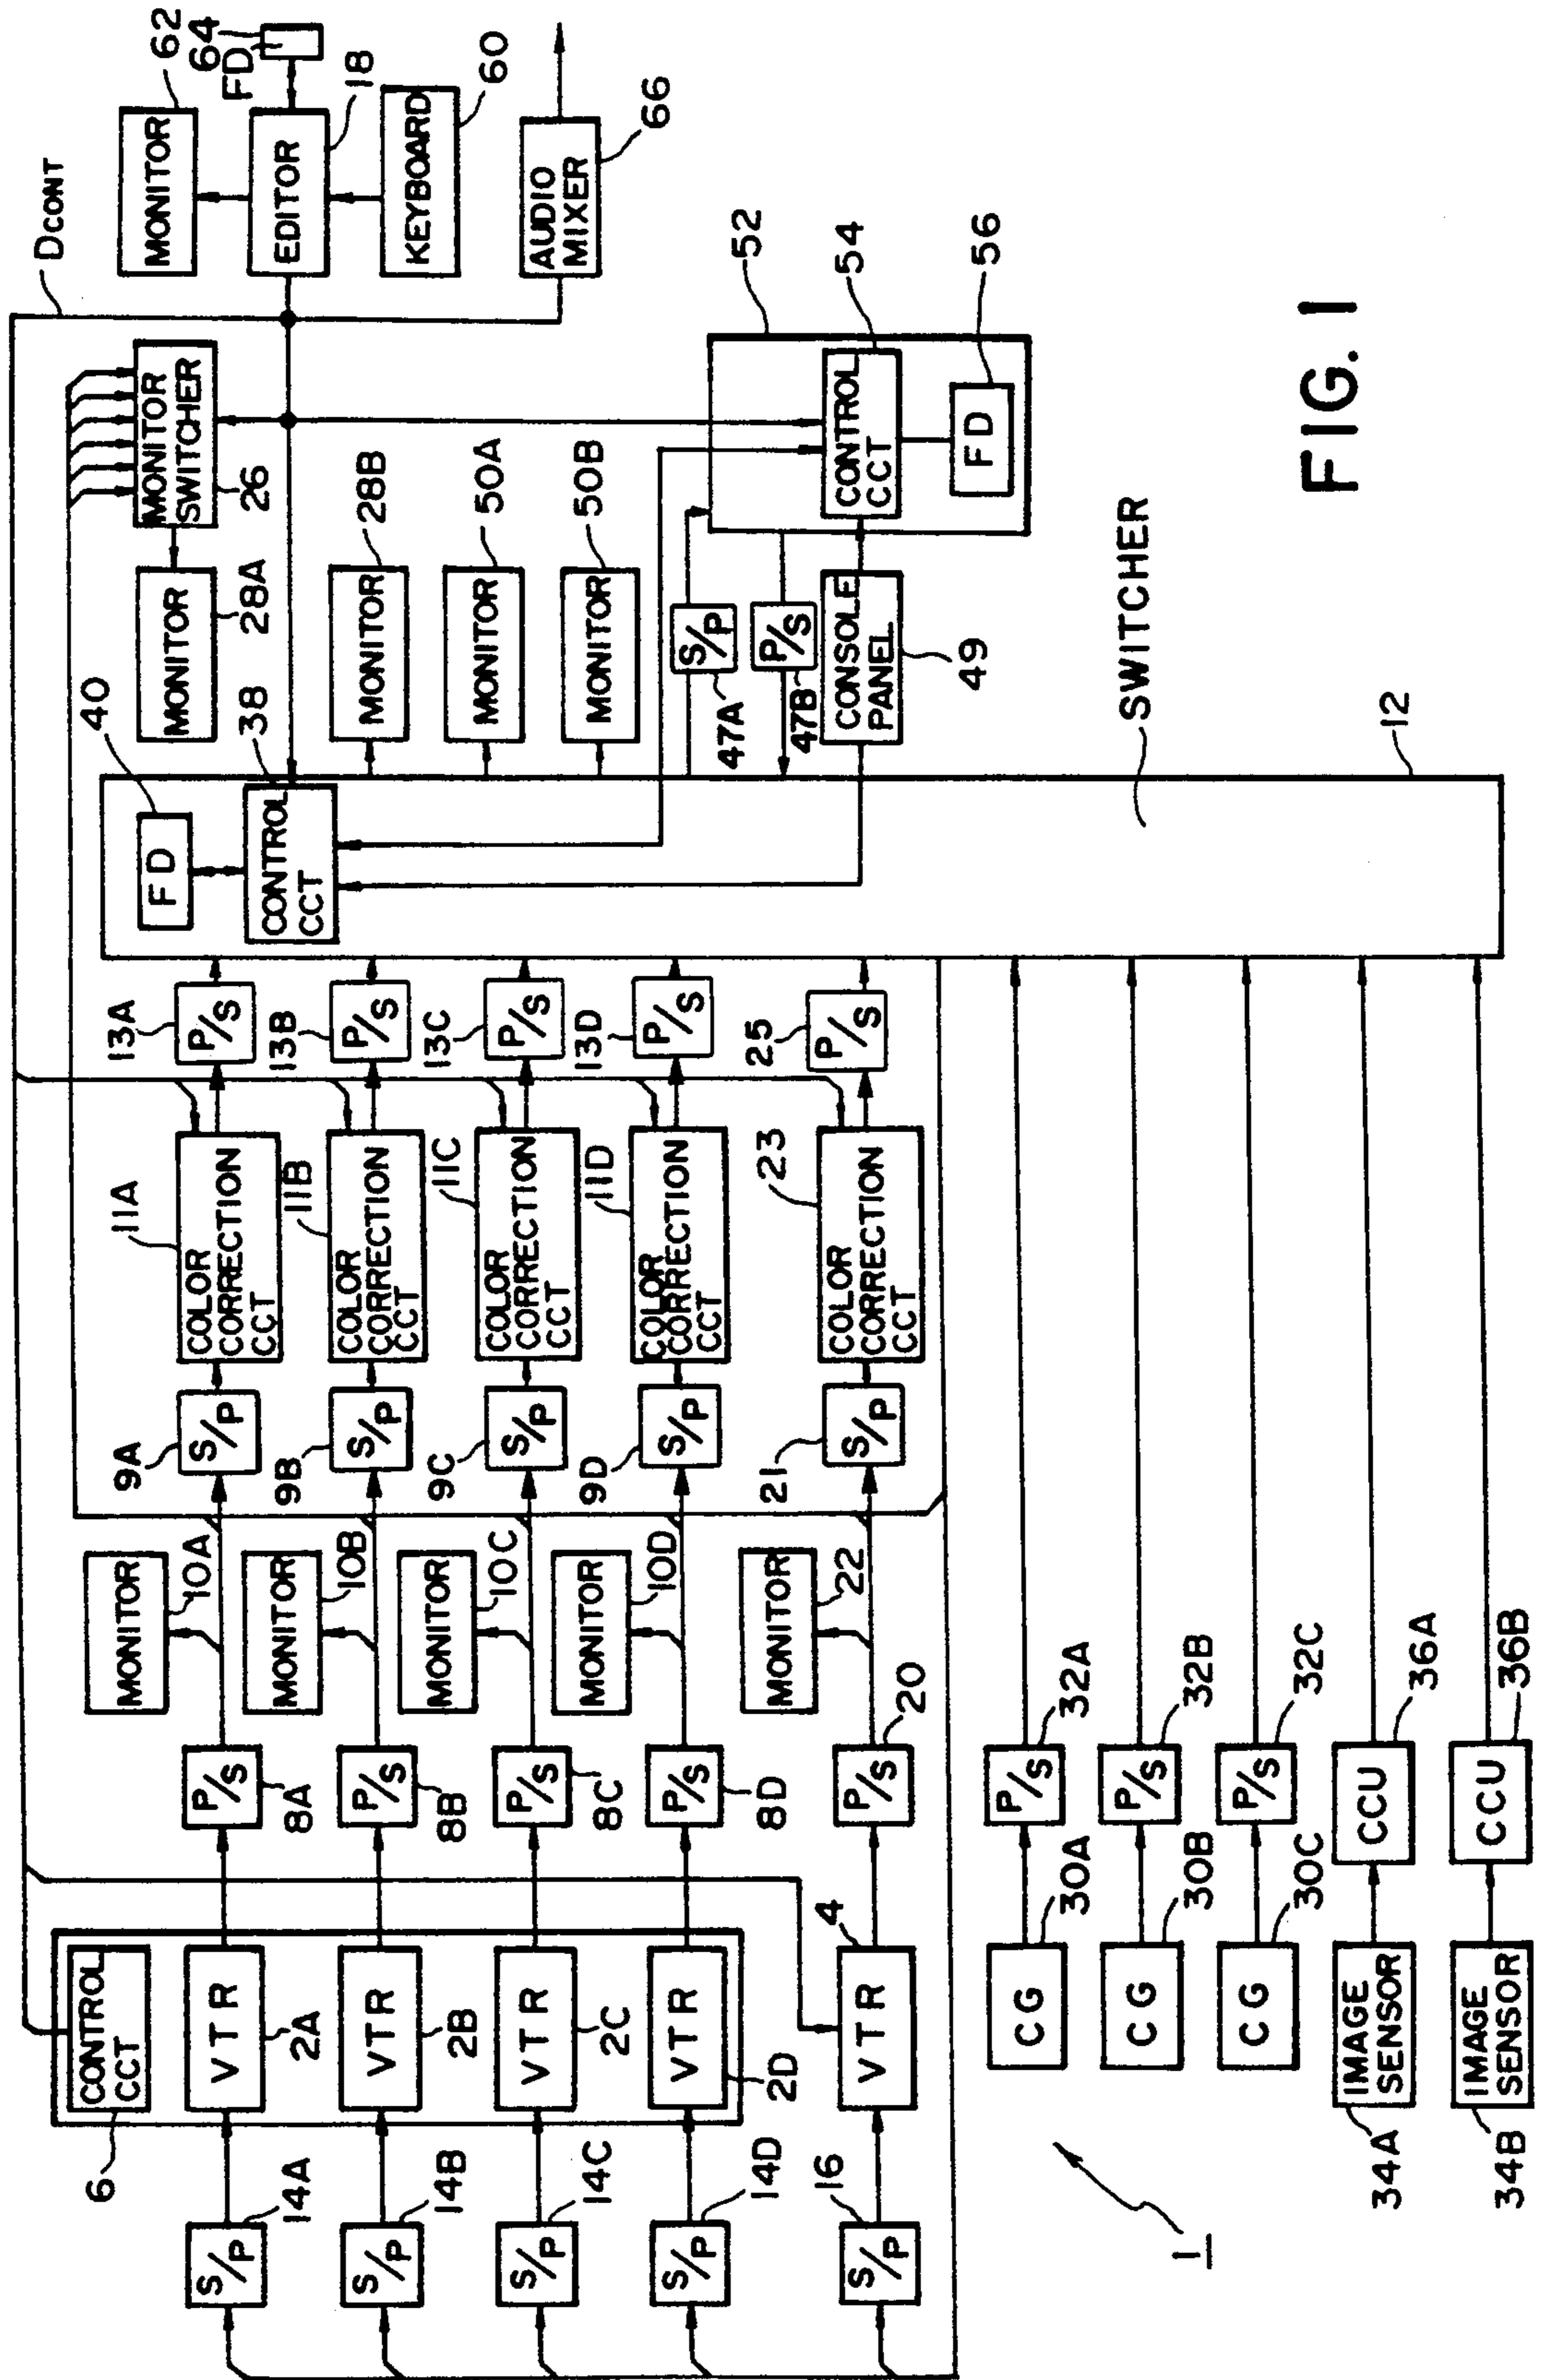 CONTROL
CCT
6
S/P
14A
VTR
2A
P/S
8A
MONITOR
10A
S/P
9A
COLOR
CORRECTION
CCT
11A
P/S
13A
S/P
14B
VTR
2B
P/S
8B
MONITOR
10B
S/P
9B
COLOR
CORRECTION
CCT
11B
P/S
13B
S/P
14C
VTR
2C
P/S
8C
MONITOR
10C
S/P
9C
COLOR
CORRECTION
CCT
11C
P/S
13C
S/P
14D
VTR
2D
P/S
8D
MONITOR
10D
S/P
9D
COLOR
CORRECTION
CCT
11D
P/S
13D
S/P
16
VTR
4
P/S
20
MONITOR
22
S/P
21
COLOR
CORRECTION
CCT
23
P/S
25
CG
30A
P/S
32A
CG
30B
P/S
32B
CG
30C
P/S
32C
IMAGE
SENSOR
34A
CCU
36A
IMAGE
SENSOR
34B
CCU
36B
1
FD
40
CONTROL
CCT
38
SWITCHER
12
MONITOR
28A
MONITOR
SWITCHER
26
MONITOR
28B
MONITOR
50A
MONITOR
50B
S/P
47A
P/S
47B
CONSOLE
PANEL
49
52
CONTROL
CCT
54
FD
56
DCONT
MONITOR
62
EDITOR
18
FD
64
KEYBOARD
60
AUDIO
MIXER
66
FIG. 1